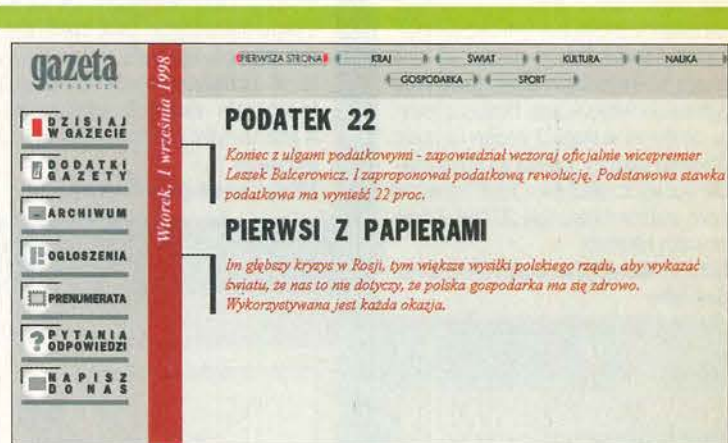 gazeta
WYBORCZA
DZISIAJ
W GAZECIE
DODATKI
GAZETY
ARCHIWUM
OGŁOSZENIA
PRENUMERATA
PYTANIA
ODPOWIEDZI
NAPISZ
DO NAS
Wtorek, 1 września 1998
PIERWSZA STRONA
KRAJ
ŚWIAT
KULTURA
NAUKA
GOSPODARKA
SPORT
PODATEK 22
Koniec z ulgami podatkowymi - zapowiedział wczoraj oficjalnie wicepremier
Leszek Balcerowicz. I zaproponował podatkową rewolucję. Podstawowa stawka
podatkowa ma wynieść 22 proc.
PIERWSI Z PAPIERAMI
Im głębszy kryzys w Rosji, tym większe wysiłki polskiego rządu, aby wykazać
światu, że nas to nie dotyczy, że polska gospodarka ma się zdrowo.
Wykorzystywana jest każda okazja.